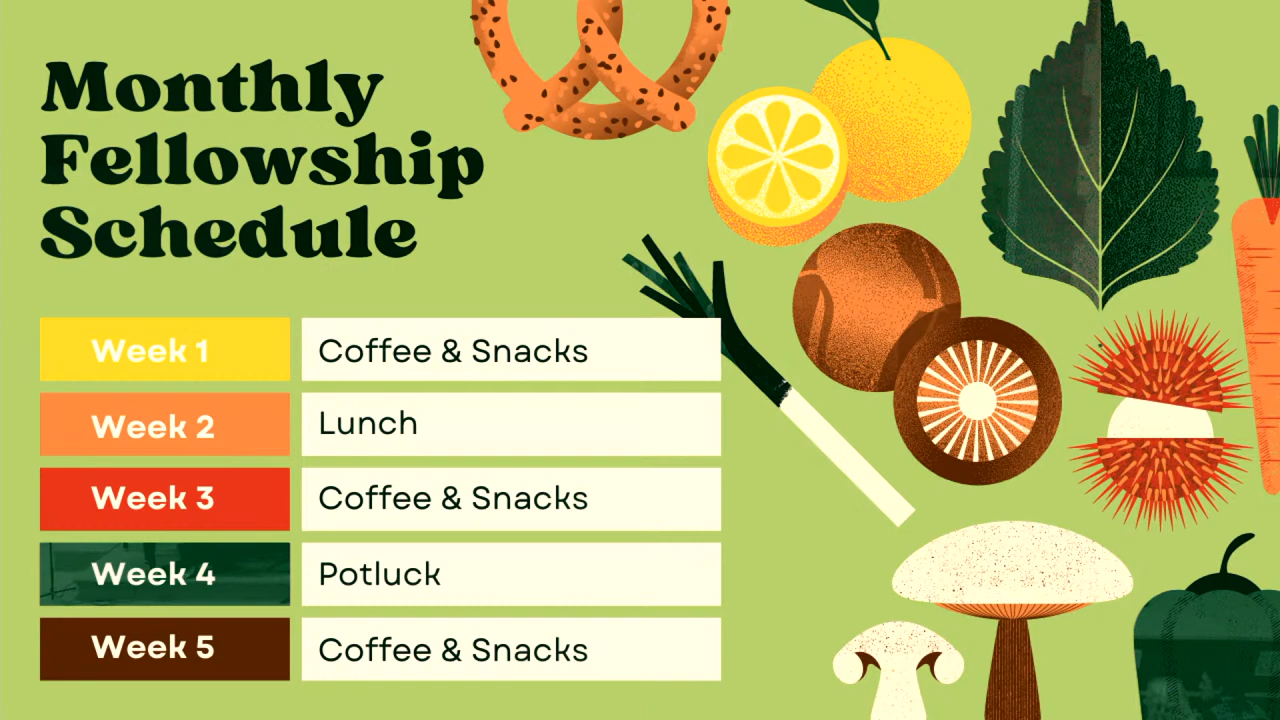 Monthly
Fellowship
Schedule
Week 1 Coffee & Snacks
Week 2 Lunch
Week 3 Coffee & Snacks
Week 4 Potluck
Week 5 Coffee & Snacks